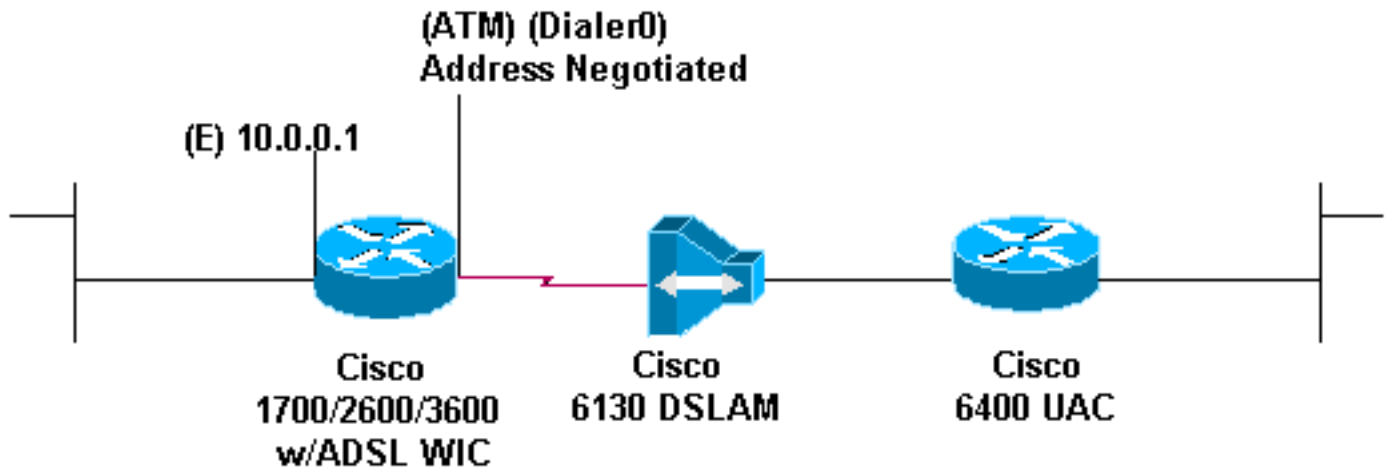 (ATM) (Dialer0)
Address Negotiated
(E) 10.0.0.1
Cisco
1700/2600/3600
w/ADSL WIC
Cisco
6130 DSLAM
Cisco
6400 UAC